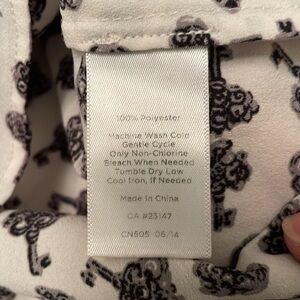 100% Polyester
Machine Wash Cold
Gentle Cycle
Only Non-Chlorine
Bleach When Needed
Tumble Dry Low
Cool Iron, If Needed
Made in China
CA #23147
CN505 06/14